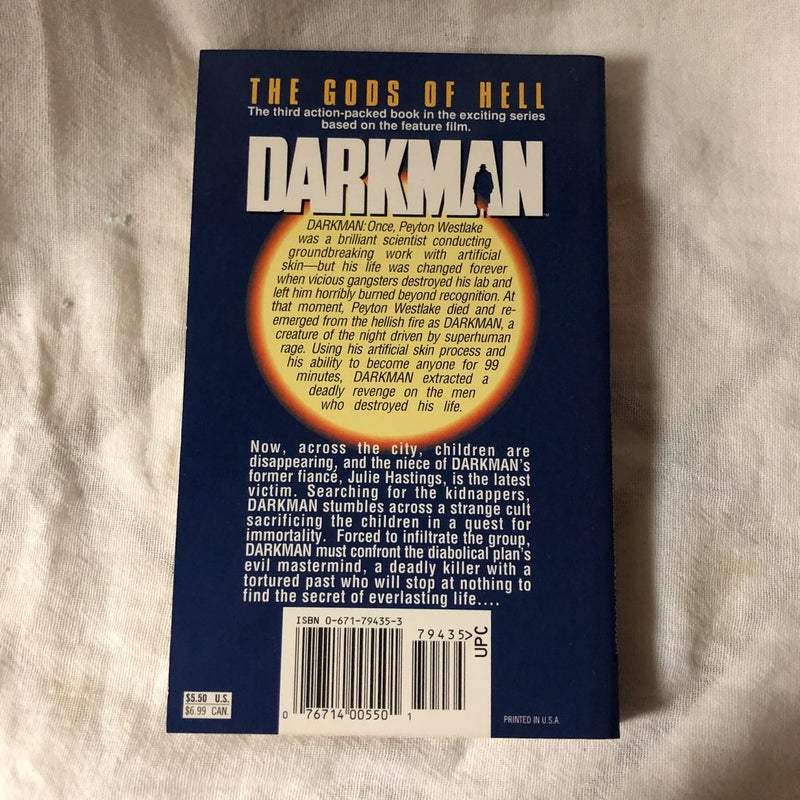 THE GODS OF HELL
The third action-packed book in the exciting series
based on the feature film.
DARKMAN™
DARKMAN: Once, Peyton Westlake
was a brilliant scientist conducting
groundbreaking work with artificial
skin—but his life was changed forever
when vicious gangsters destroyed his lab and
left him horribly burned beyond recognition. At
that moment, Peyton Westlake died and re-
emerged from the hellish fire as DARKMAN, a
creature of the night driven by superhuman
rage. Using his artificial skin process and
his ability to become anyone for 99
minutes, DARKMAN extracted a
deadly revenge on the men
who destroyed his life.
Now, across the city, children are
disappearing, and the niece of DARKMAN's
former fiancé, Julie Hastings, is the latest
victim. Searching for the kidnappers,
DARKMAN stumbles across a strange cult
sacrificing the children in a quest for
immortality. Forced to infiltrate the group,
DARKMAN must confront the diabolical plan's
evil mastermind, a deadly killer with a
tortured past who will stop at nothing to
find the secret of everlasting life....
ISBN 0-671-79435-3
79435>
UPC
$5.50 U.S.
$6.99 CAN.
0 76714 00550 1
PRINTED IN U.S.A.